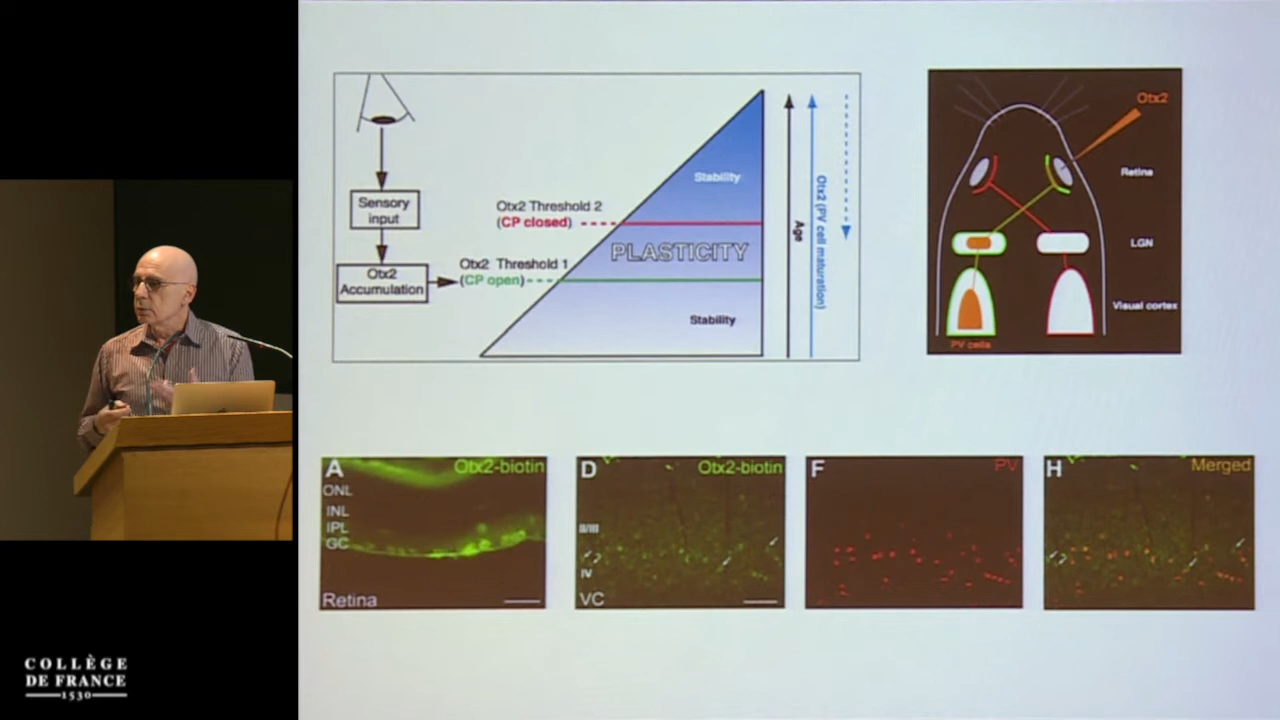 Sensory
input
Otx2
Accumulation
Otx2 Threshold 2
(CP closed)
Otx2 Threshold 1
(CP open)
Stability
PLASTICITY
Stability
Age
Otx2 (PV cell maturation)
Otx2
Retina
LGN
Visual cortex
PV cells
A
Otx2-biotin
ONL
INL
IPL
GC
Retina
D
Otx2-biotin
II/III
IV
VC
F
PV
H
Merged
COLLÈGE
DE FRANCE
1530